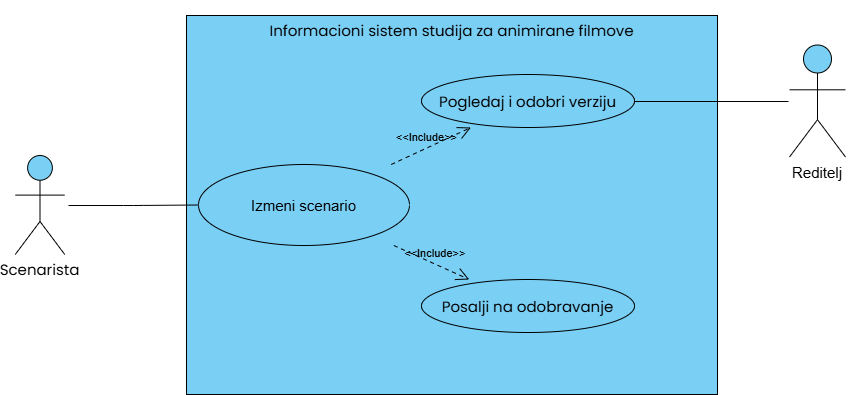 Informacioni sistem studija za animirane filmove
Pogledaj i odobri verziju
<<Include>>
Reditelj
Izmeni scenario
Scenarista
<<Include>>
Posalji na odobravanje